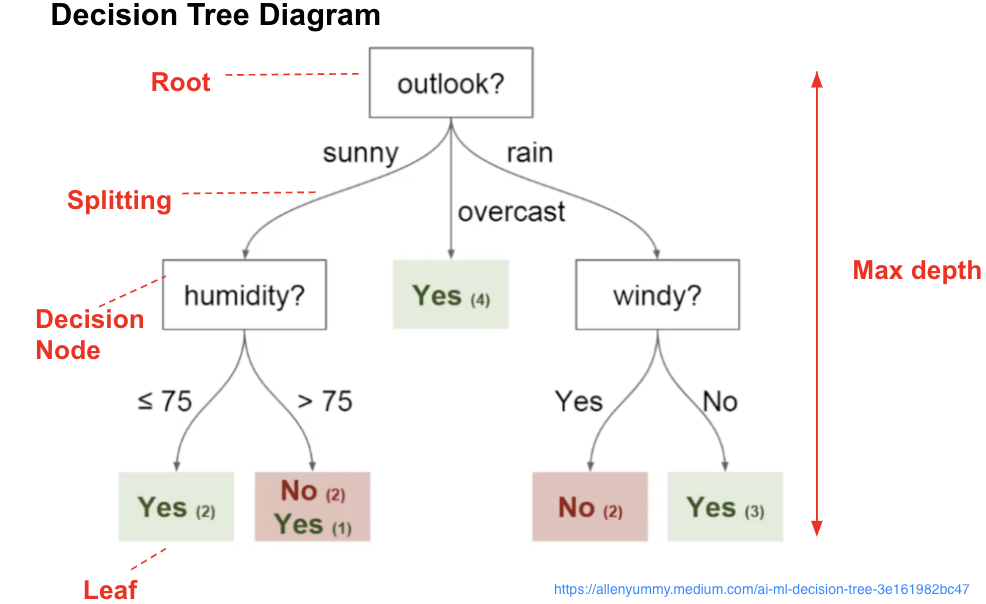 Decision Tree Diagram
Root
outlook?
sunny
rain
Splitting
overcast
Max depth
humidity?
Yes (4)
windy?
Decision
Node
≤ 75
> 75
Yes
No
Yes (2)
No (2)
Yes (1)
No (2)
Yes (3)
Leaf
https://allenyummy.medium.com/ai-ml-decision-tree-3e161982bc47